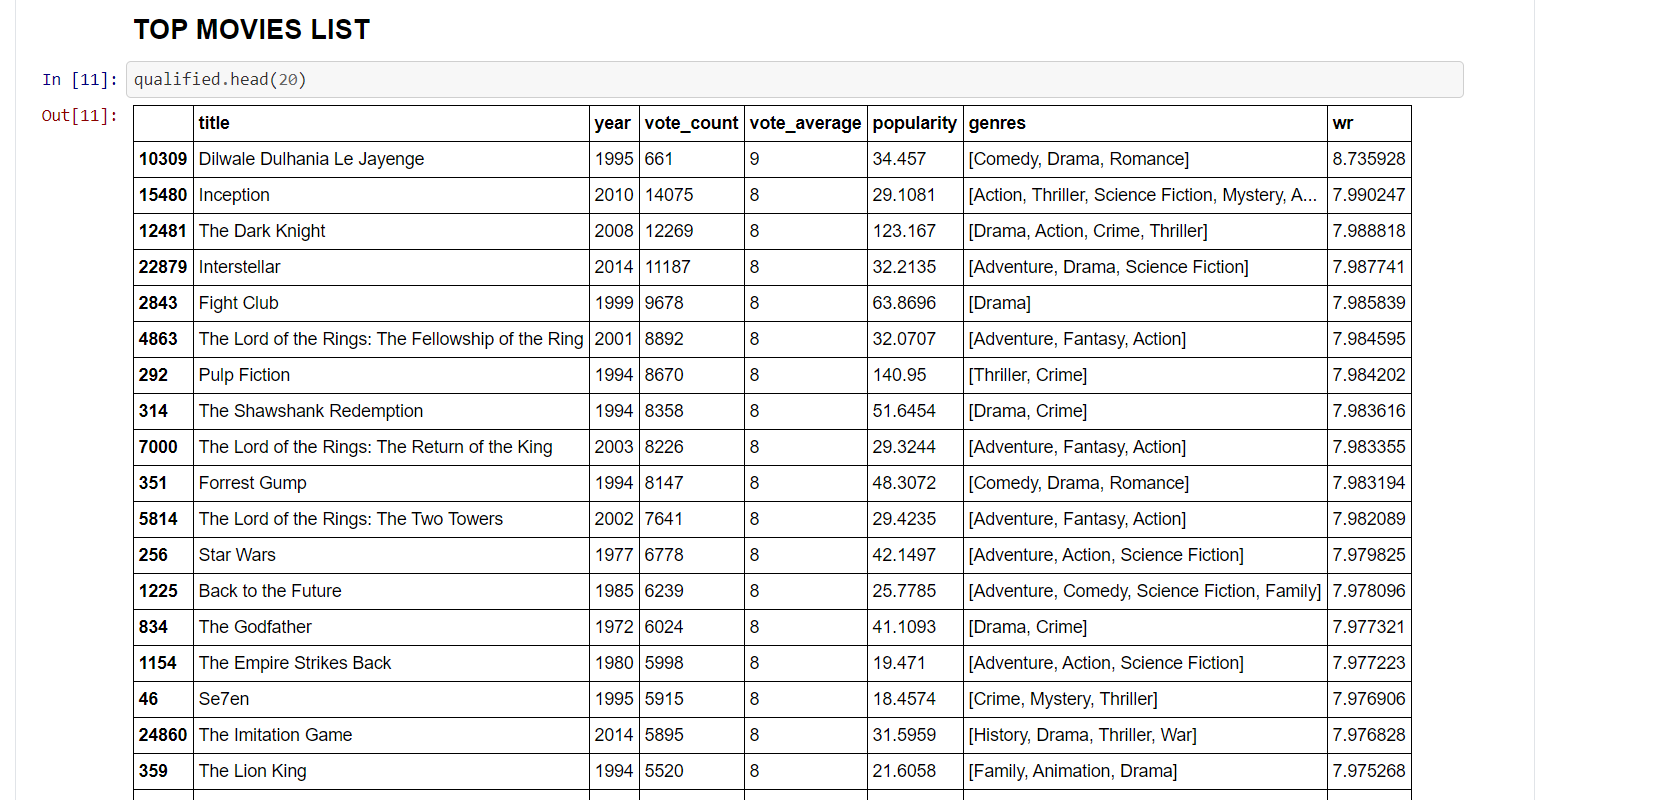 TOP MOVIES LIST
In [11]: qualified.head(20)
Out[11]:
title year vote_count vote_average popularity genres wr
10309 Dilwale Dulhania Le Jayenge 1995 661 9 34.457 [Comedy, Drama, Romance] 8.735928
15480 Inception 2010 14075 8 29.1081 [Action, Thriller, Science Fiction, Mystery, A... 7.990247
12481 The Dark Knight 2008 12269 8 123.167 [Drama, Action, Crime, Thriller] 7.988818
22879 Interstellar 2014 11187 8 32.2135 [Adventure, Drama, Science Fiction] 7.987741
2843 Fight Club 1999 9678 8 63.8696 [Drama] 7.985839
4863 The Lord of the Rings: The Fellowship of the Ring 2001 8892 8 32.0707 [Adventure, Fantasy, Action] 7.984595
292 Pulp Fiction 1994 8670 8 140.95 [Thriller, Crime] 7.984202
314 The Shawshank Redemption 1994 8358 8 51.6454 [Drama, Crime] 7.983616
7000 The Lord of the Rings: The Return of the King 2003 8226 8 29.3244 [Adventure, Fantasy, Action] 7.983355
351 Forrest Gump 1994 8147 8 48.3072 [Comedy, Drama, Romance] 7.983194
5814 The Lord of the Rings: The Two Towers 2002 7641 8 29.4235 [Adventure, Fantasy, Action] 7.982089
256 Star Wars 1977 6778 8 42.1497 [Adventure, Action, Science Fiction] 7.979825
1225 Back to the Future 1985 6239 8 25.7785 [Adventure, Comedy, Science Fiction, Family] 7.978096
834 The Godfather 1972 6024 8 41.1093 [Drama, Crime] 7.977321
1154 The Empire Strikes Back 1980 5998 8 19.471 [Adventure, Action, Science Fiction] 7.977223
46 Se7en 1995 5915 8 18.4574 [Crime, Mystery, Thriller] 7.976906
24860 The Imitation Game 2014 5895 8 31.5959 [History, Drama, Thriller, War] 7.976828
359 The Lion King 1994 5520 8 21.6058 [Family, Animation, Drama] 7.975268